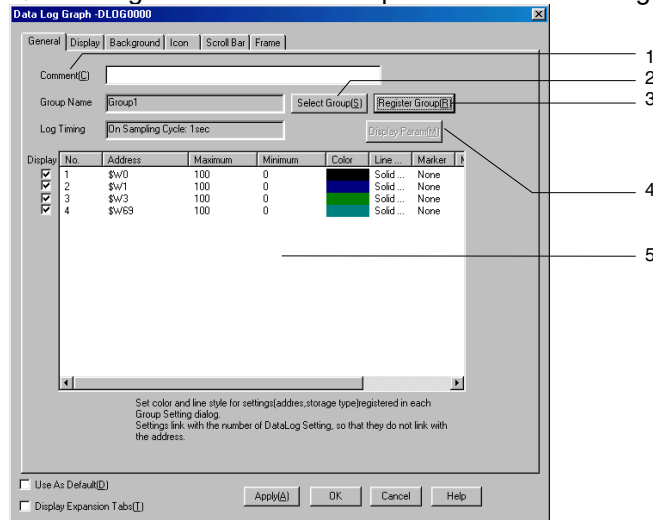 Data Log Graph -DLOG0000
General Display Background Icon Scroll Bar Frame
1
Comment(C)
2
Group Name Group1 Select Group(S) Register Group(R)
3
Log Timing On Sampling Cycle: 1sec Display Param(M)
Display No. Address Maximum Minimum Color Line ... Marker
1 $W0 100 0 Solid ... None
2 $W1 100 0 Solid ... None
4
3 $W3 100 0 Solid ... None
4 $W69 100 0 Solid ... None
5
Set color and line style for settings(addres,storage type)registered in each
Group Setting dialog.
Settings link with the number of DataLog Setting, so that they do not link with
the address.
Use As Default(D)
Apply(A) OK Cancel Help
Display Expansion Tabs(T)